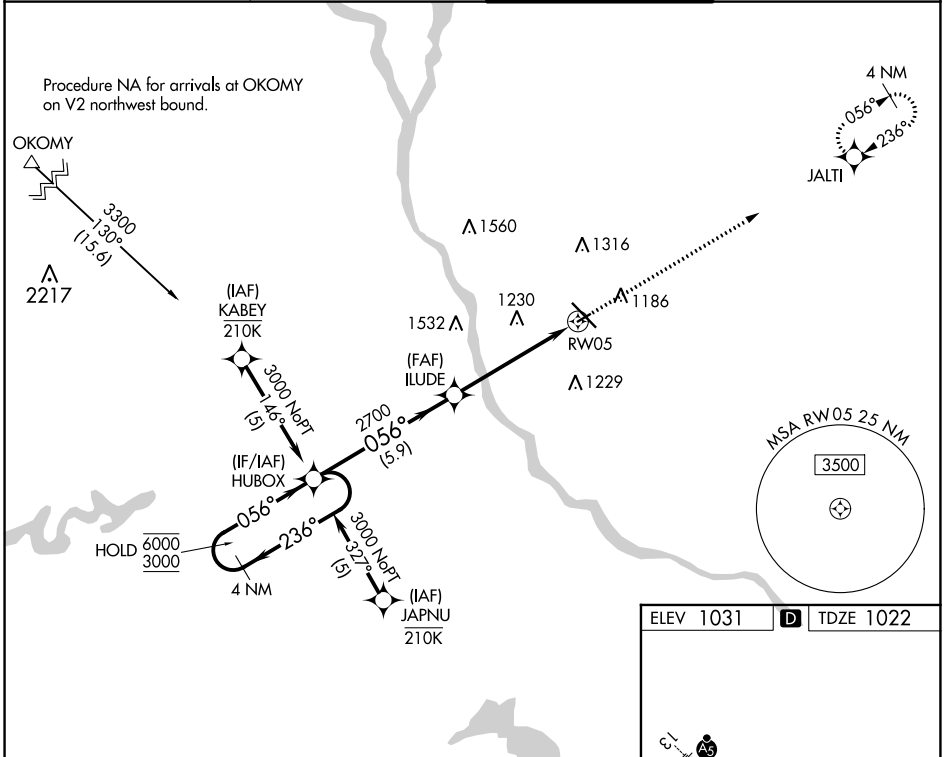 Procedure NA for arrivals at OKOMY
on V2 northwest bound.
4 NM
056°
236°
JALTI
OKOMY
3300
130°
(15.6)
2217
1560
1316
(IAF)
KABEY
210K
1230
1186
1532
RW05
(FAF)
ILUDE
1229
3000 NoPT
146°
(5)
2700
056°
(5.9)
MSA RW05 25 NM
3500
(IF/IAF)
HUBOX
056°
236°
HOLD
6000
3000
4 NM
3000 NoPT
327°
(5)
(IAF)
JAPNU
210K
ELEV 1031
D
TDZE 1022
13
A5